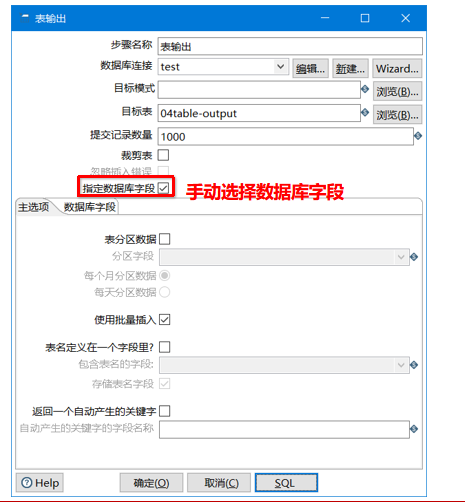 表输出
步骤名称 表输出
数据库连接 test 编辑... 新建... Wizard...
目标模式 浏览(B)...
目标表 04table-output 浏览(B)...
提交记录数量 1000
裁剪表
忽略插入错误
指定数据库字段 手动选择数据库字段
主选项 数据库字段
表分区数据
分区字段
每个月分区数据
每天分区数据
使用批量插入
表名定义在一个字段里?
包含表名的字段:
存储表名字段
返回一个自动产生的关键字
自动产生的关键字的字段名称
Help 确定(O) 取消(C) SQL